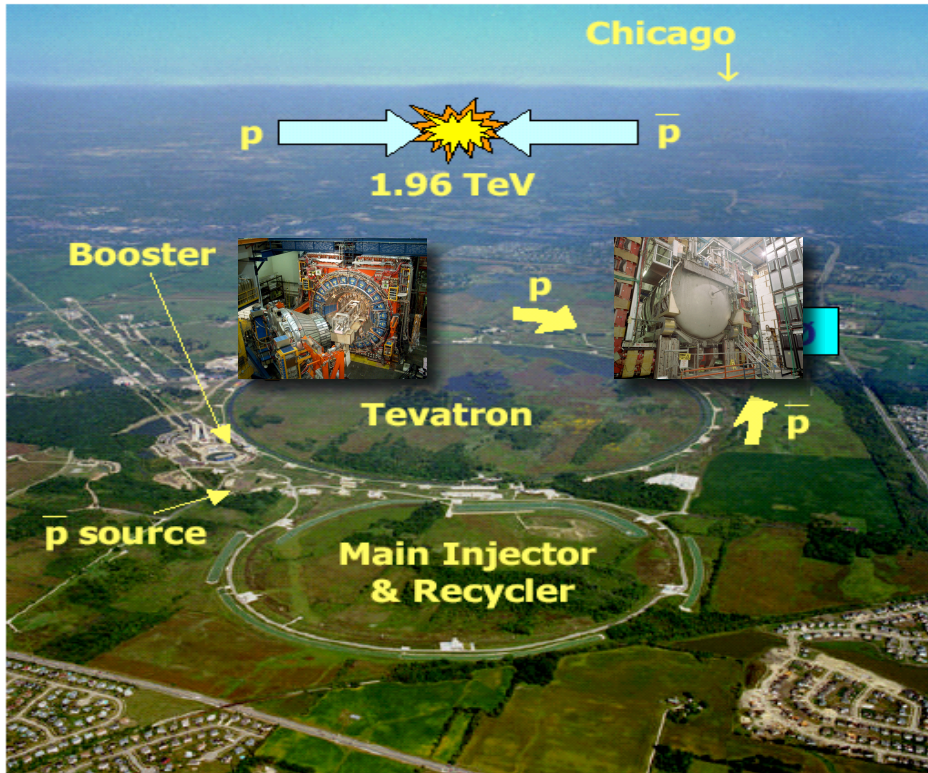 Chicago
↓
p p̅
1.96 TeV
Booster
p
Tevatron
p̅
p̅ source
Main Injector
& Recycler